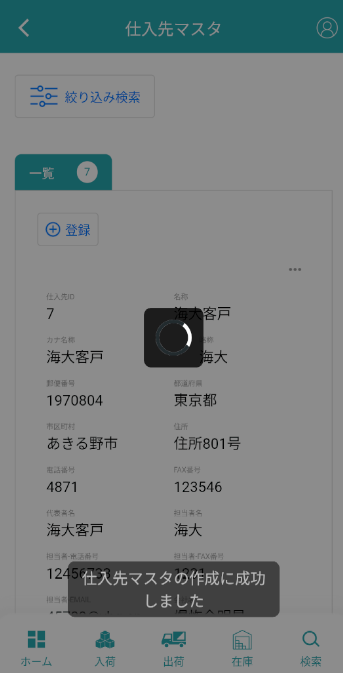 仕入先マスタ
絞り込み検索
一覧 7
登録
仕入先ID 名称
7 海大客戸
カナ名称
海大客戸 海大
郵便番号 都道府県
1970804 東京都
市区町村 住所
あきる野市 住所801号
電話番号 FAX番号
4871 123546
代表者名 担当者名
海大客戸 海大
担当者-電話番号 担当者-FAX番号
仕入先マスタの作成に成功
しました
ホーム 入荷 出荷 在庫 検索